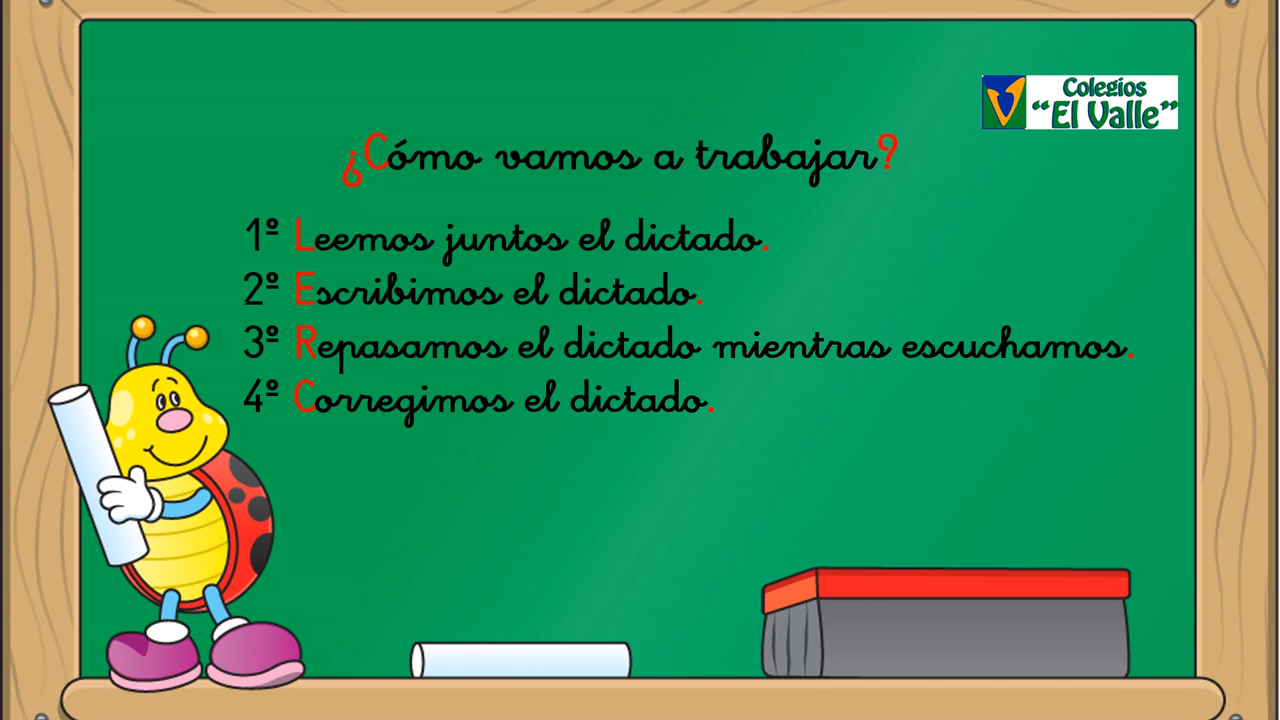 Colegios
“El Valle”
¿Cómo vamos a trabajar?
1º Leemos juntos el dictado.
2º Escribimos el dictado.
3º Repasamos el dictado mientras escuchamos.
4º Corregimos el dictado.